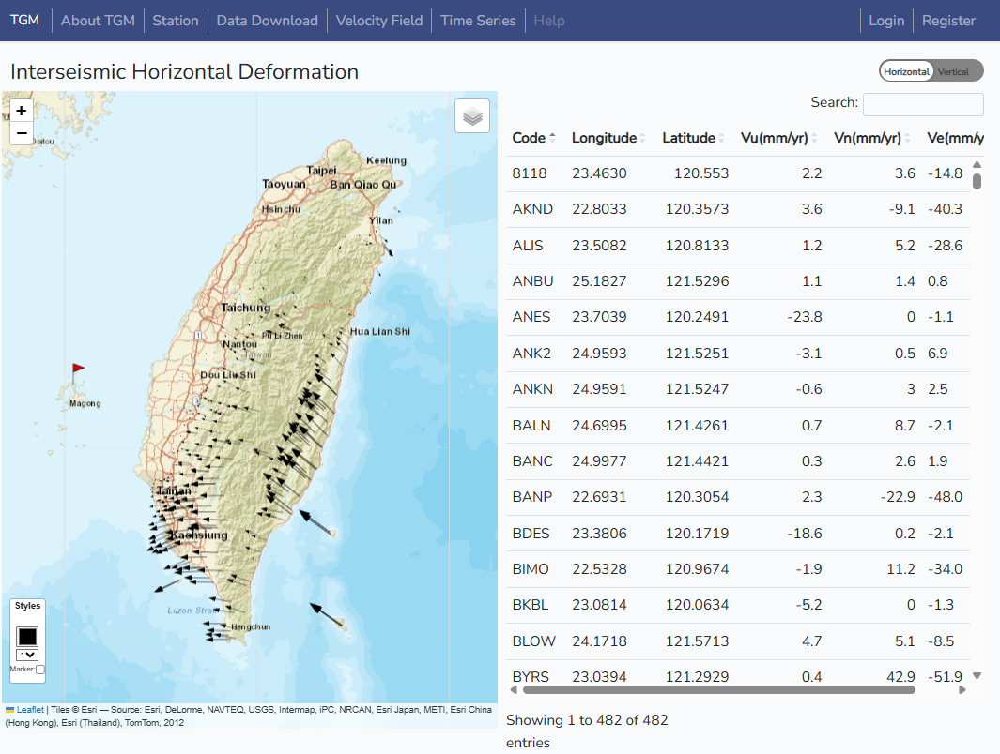 TGM About TGM Station Data Download Velocity Field Time Series Help Login Register
Interseismic Horizontal Deformation
Horizontal Vertical
+
−
Daitou
Keelung
Taipei
Taoyuan
Ban Qiao Qu
Hsinchu
Yilan
Taichung
Hua Lian Shi
1
Pu Li Zhen
Nantou
Taiwan
Dou Liu Shi
Magong
Tainan
Kaohsiung
Luzon Strait
Hengchun
Styles
1
Marker:
Leaflet | Tiles © Esri — Source: Esri, DeLorme, NAVTEQ, USGS, Intermap, iPC, NRCAN, Esri Japan, METI, Esri China
(Hong Kong), Esri (Thailand), TomTom, 2012
Search:
Code Longitude Latitude Vu(mm/yr) Vn(mm/yr) Ve(mm/y
8118 23.4630 120.553 2.2 3.6 -14.8
AKND 22.8033 120.3573 3.6 -9.1 -40.3
ALIS 23.5082 120.8133 1.2 5.2 -28.6
ANBU 25.1827 121.5296 1.1 1.4 0.8
ANES 23.7039 120.2491 -23.8 0 -1.1
ANK2 24.9593 121.5251 -3.1 0.5 6.9
ANKN 24.9591 121.5247 -0.6 3 2.5
BALN 24.6995 121.4261 0.7 8.7 -2.1
BANC 24.9977 121.4421 0.3 2.6 1.9
BANP 22.6931 120.3054 2.3 -22.9 -48.0
BDES 23.3806 120.1719 -18.6 0.2 -2.1
BIMO 22.5328 120.9674 -1.9 11.2 -34.0
BKBL 23.0814 120.0634 -5.2 0 -1.3
BLOW 24.1718 121.5713 4.7 5.1 -8.5
BYRS 23.0394 121.2929 0.4 42.9 -51.9
Showing 1 to 482 of 482
entries